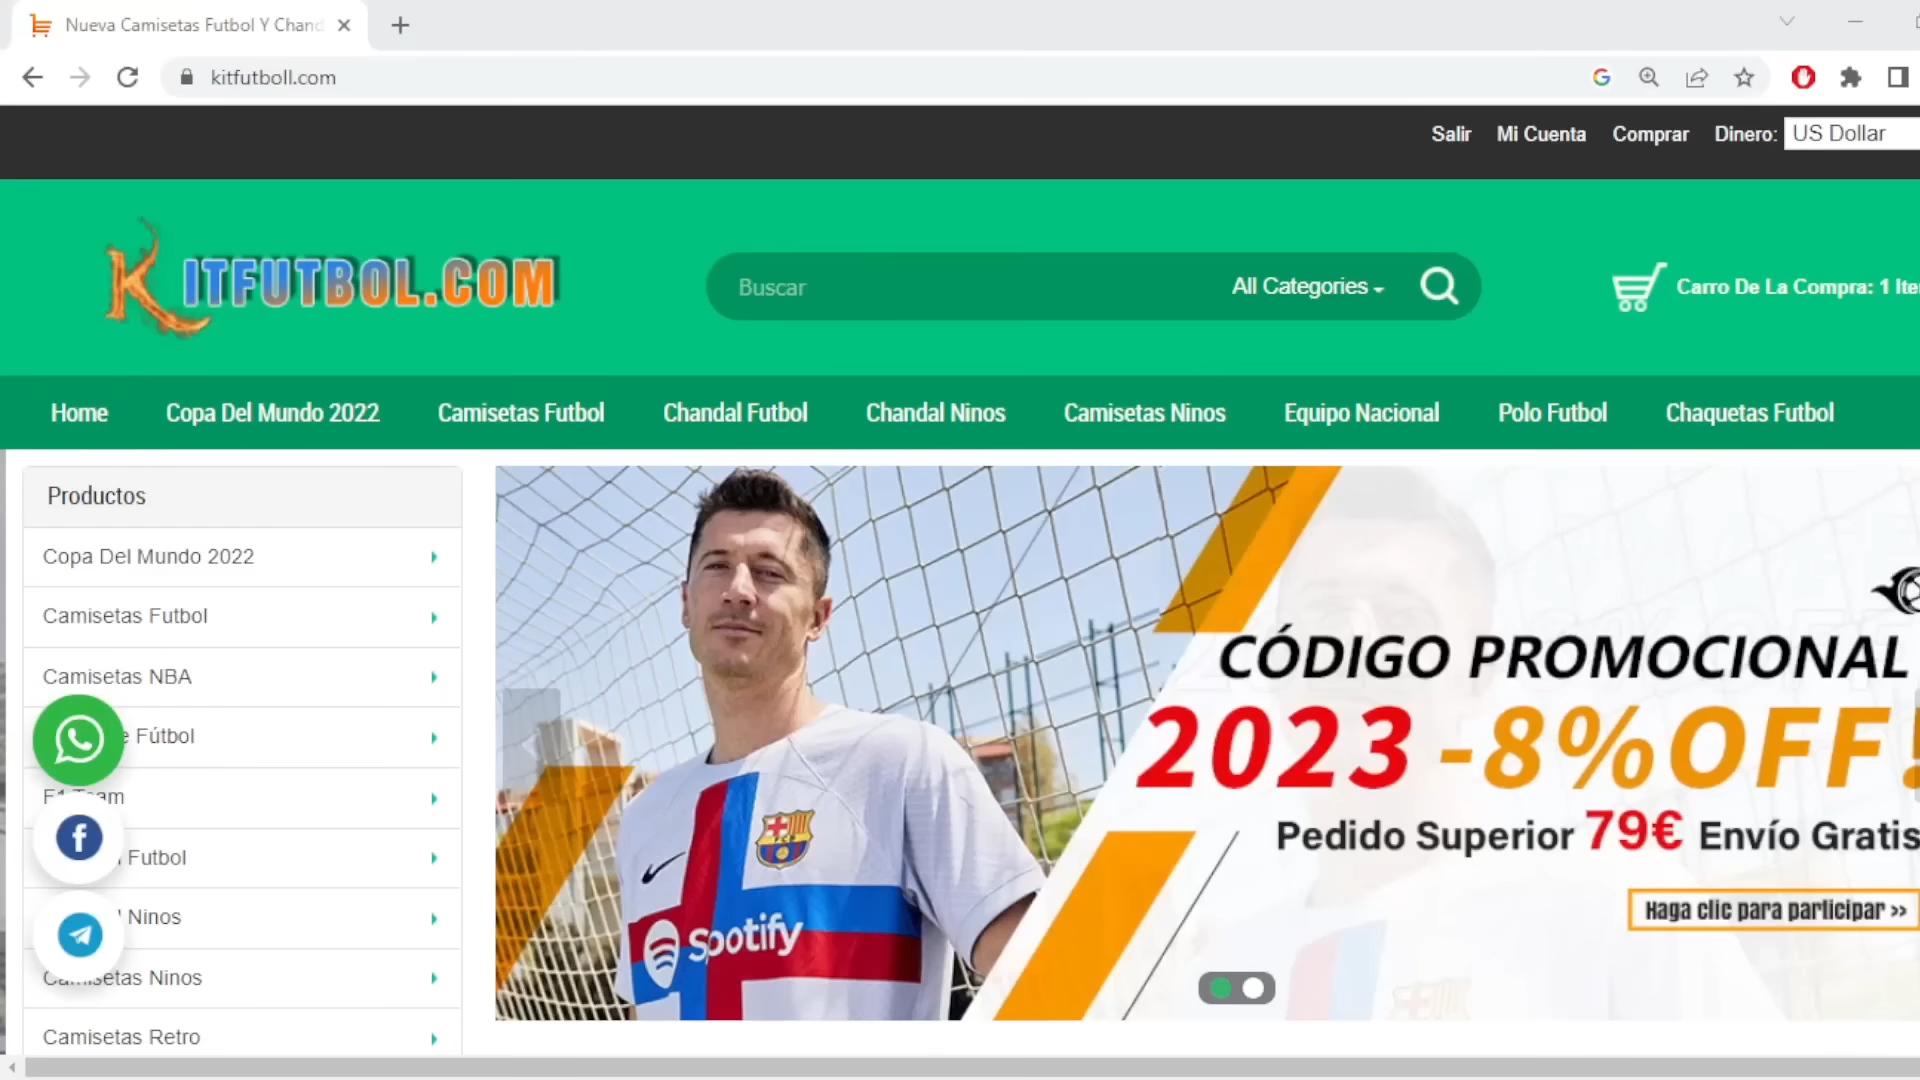 Nueva Camisetas Futbol Y Chand
kitfutboll.com
Salir Mi Cuenta Comprar Dinero: US Dollar
KITFUTBOL.COM
Buscar All Categories
Carro De La Compra: 1 Ite
Home Copa Del Mundo 2022 Camisetas Futbol Chandal Futbol Chandal Ninos Camisetas Ninos Equipo Nacional Polo Futbol Chaquetas Futbol
Productos
Copa Del Mundo 2022
Camisetas Futbol
Camisetas NBA
e Fútbol
F1 Team
Futbol
Ninos
Camisetas Ninos
Camisetas Retro
CÓDIGO PROMOCIONAL
2023 -8%OFF!
Pedido Superior 79€ Envío Gratis
Haga clic para participar >>
Spotify